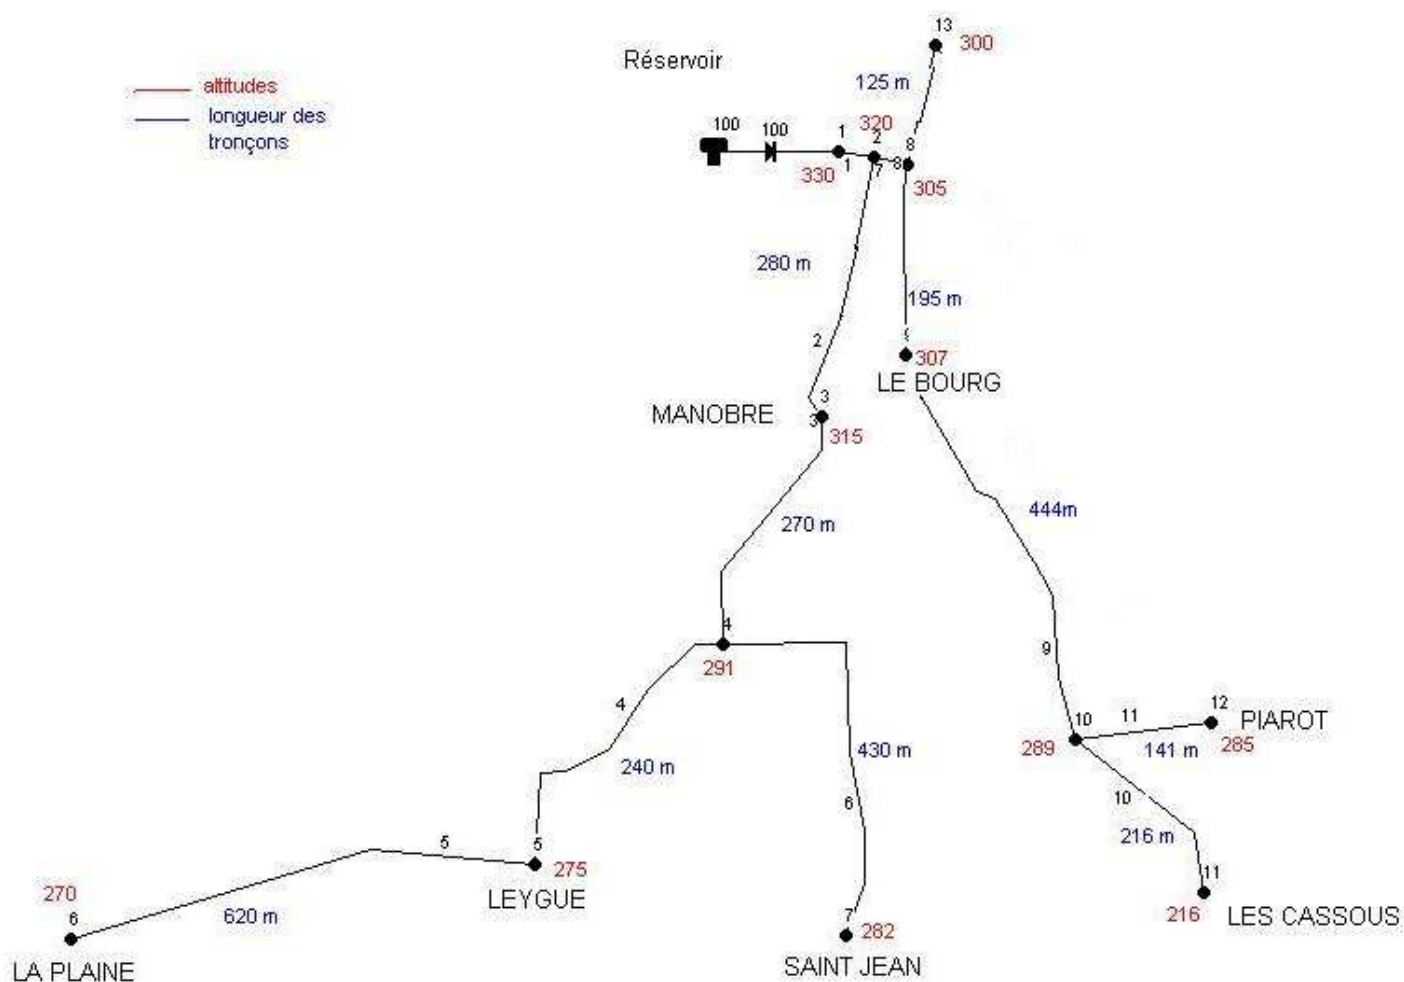 13
300
Réservoir
125 m
altitudes
longueur des
tronçons
320
100
100
1
2
8
1
7
8
330
305
280 m
195 m
2
9
307
LE BOURG
MANOBRE
3
3
315
444m
270 m
4
9
291
4
430 m
240 m
10
11
12
PIAROT
289
141 m
285
6
10
216 m
5
5
275
11
LEYGUE
270
6
620 m
7
282
216
LES CASSOUS
LA PLAINE
SAINT JEAN